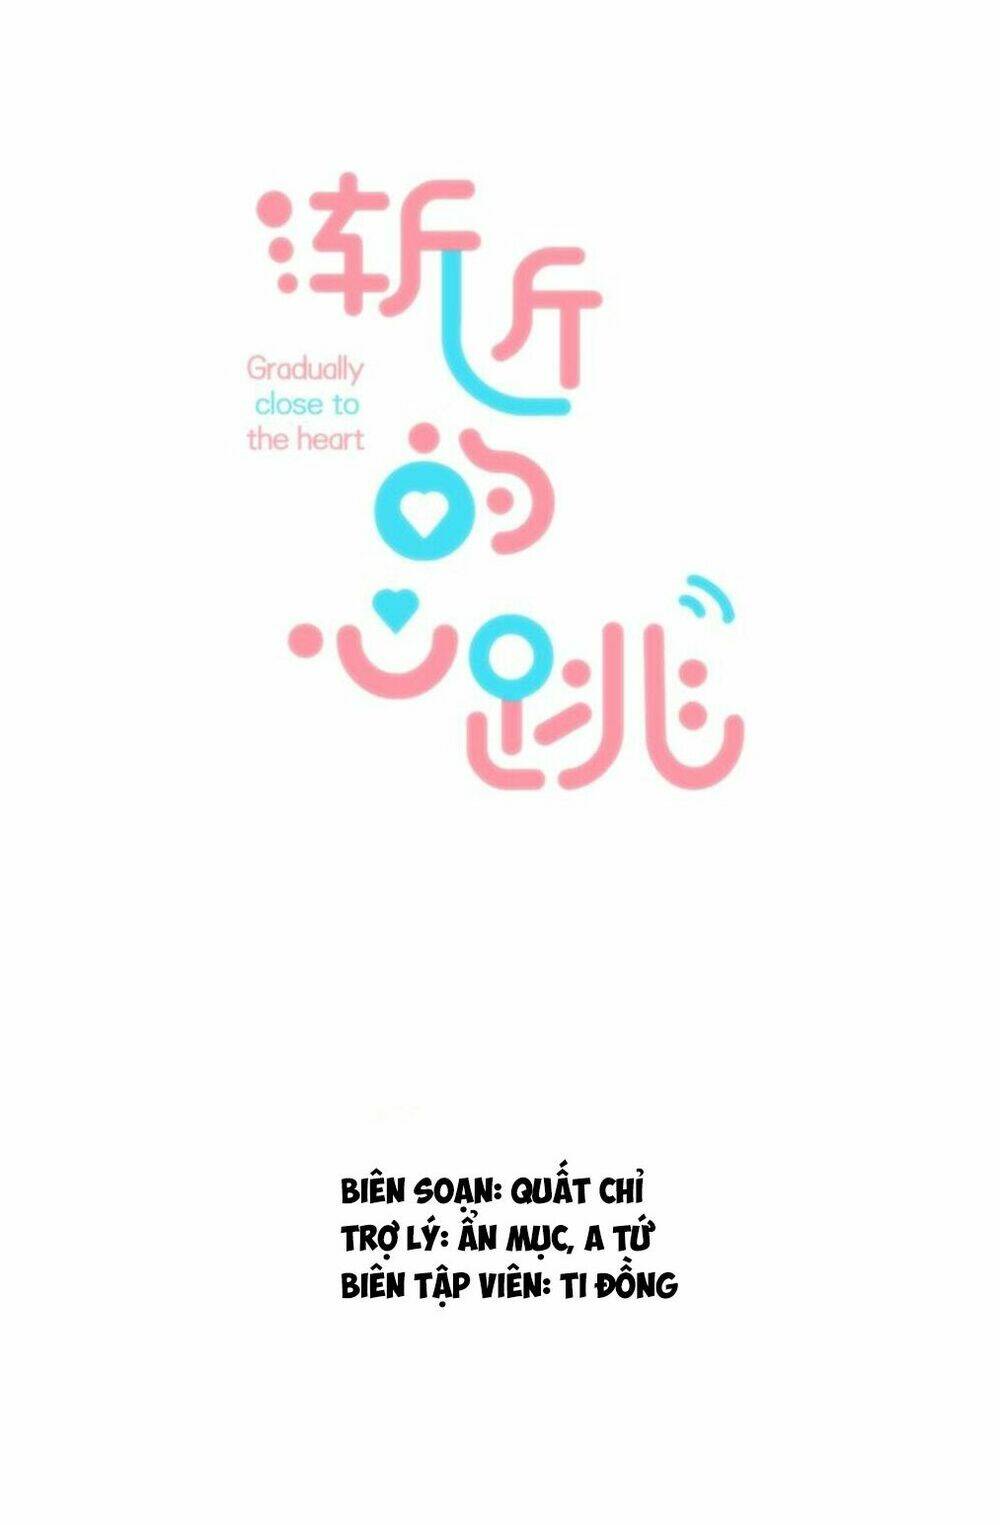 渐近
Gradually
close to
the heart
的
心跳
BIÊN SOẠN: QUẤT CHỈ
TRỢ LÝ: ẨN MỤC, A TỨ
BIÊN TẬP VIÊN: TI ĐỒNG